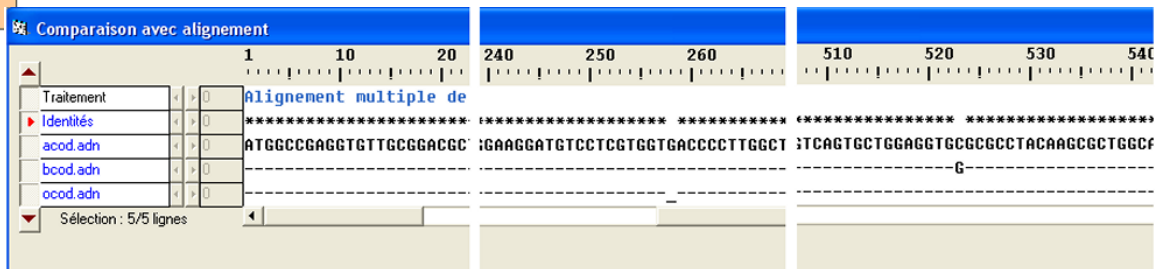 Comparaison avec alignement
1 10 20 240 250 260 510 520 530 540
Traitement 0 Alignement multiple de
Identités 0 *********************** ******************* *********** **************** *******************
acod.adn 0 ATGGCCGAGGTGTTGCGGACGC GGAAGGATGTCCTCGTGGTGACCCCTTGGCT GTCAGTGCTGGAGGTGCGCGCCTACAAGCGCTGGCA
bcod.adn 0 ---------------------- ------------------------------- ----------------G-------------------
ocod.adn 0 ---------------------- -------------------_----------- ------------------------------------
Sélection : 5/5 lignes